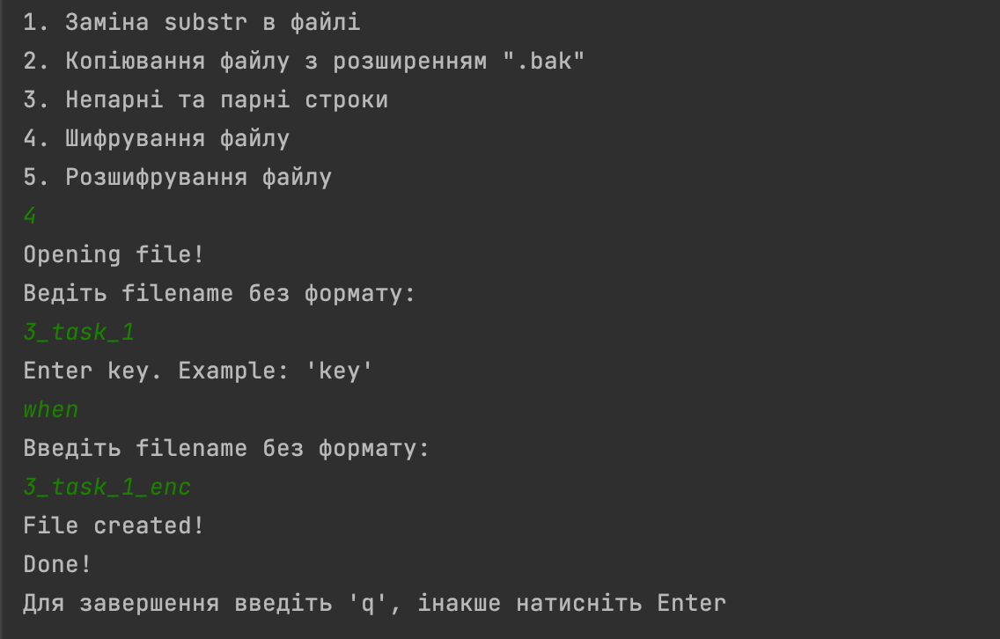 1. Заміна substr в файлі
2. Копіювання файлу з розширенням ".bak"
3. Непарні та парні строки
4. Шифрування файлу
5. Розшифрування файлу
4
Opening file!
Ведіть filename без формату:
3_task_1
Enter key. Example: 'key'
when
Введіть filename без формату:
3_task_1_enc
File created!
Done!
Для завершення введіть 'q', інакше натисніть Enter